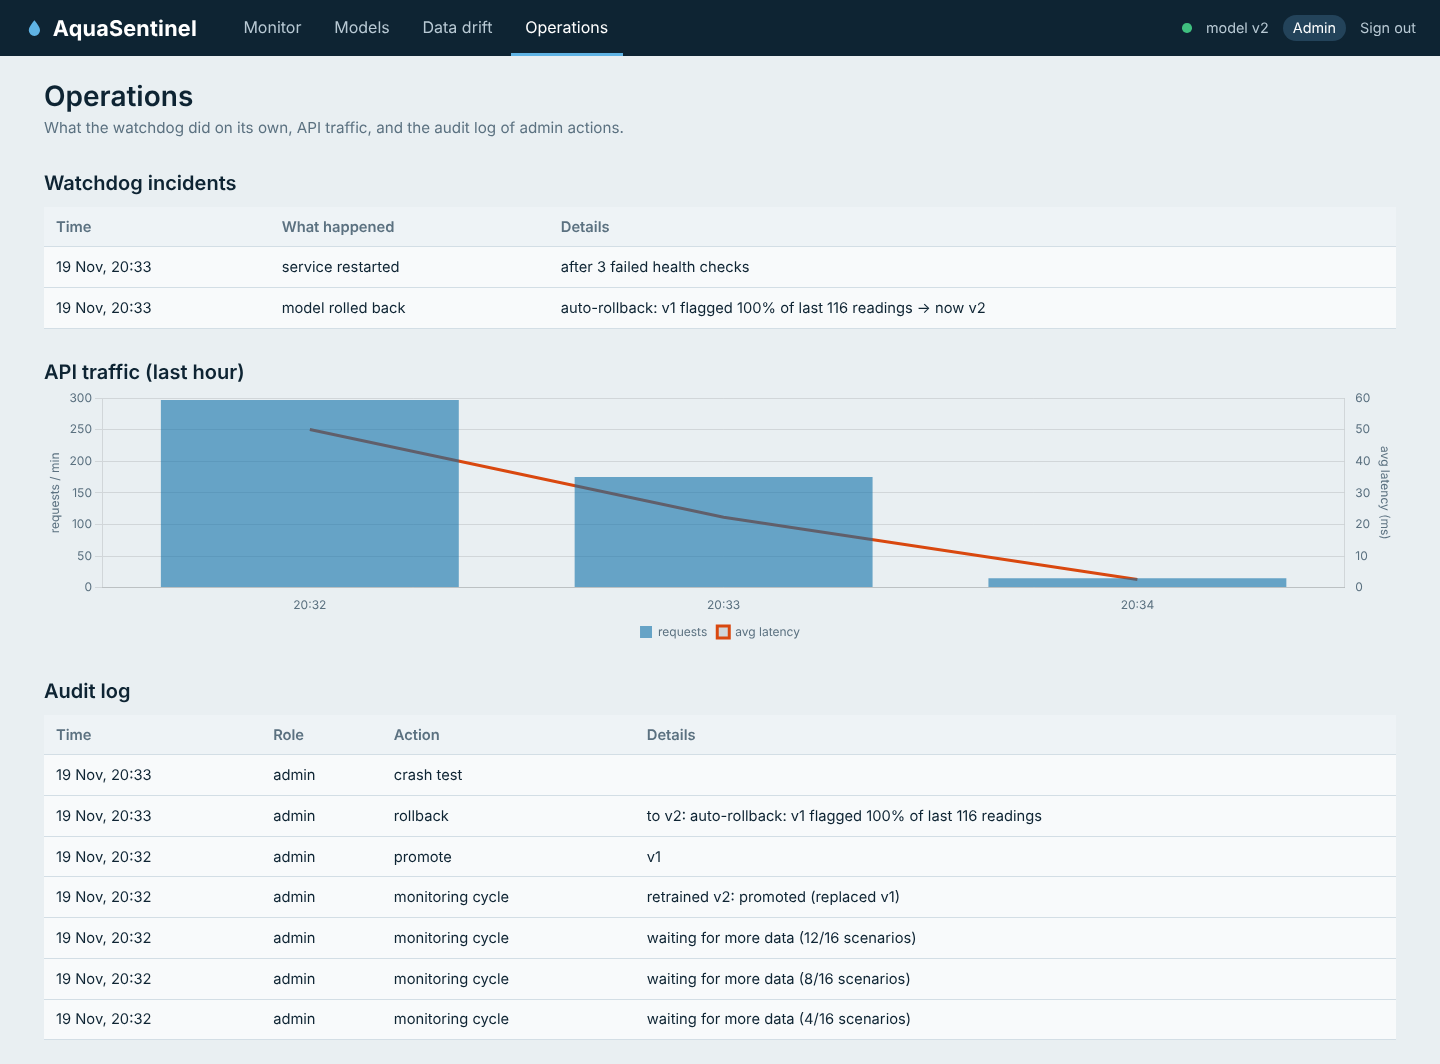 AquaSentinel Monitor Models Data drift Operations model v2 Admin Sign out
Operations
What the watchdog did on its own, API traffic, and the audit log of admin actions.
Watchdog incidents
Time What happened Details
19 Nov, 20:33 service restarted after 3 failed health checks
19 Nov, 20:33 model rolled back auto-rollback: v1 flagged 100% of last 116 readings → now v2
API traffic (last hour)
requests / min
300
250
200
150
100
50
0
60
50
40
30
20
10
0
avg latency (ms)
20:32 20:33 20:34
requests avg latency
Audit log
Time Role Action Details
19 Nov, 20:33 admin crash test
19 Nov, 20:33 admin rollback to v2: auto-rollback: v1 flagged 100% of last 116 readings
19 Nov, 20:32 admin promote v1
19 Nov, 20:32 admin monitoring cycle retrained v2: promoted (replaced v1)
19 Nov, 20:32 admin monitoring cycle waiting for more data (12/16 scenarios)
19 Nov, 20:32 admin monitoring cycle waiting for more data (8/16 scenarios)
19 Nov, 20:32 admin monitoring cycle waiting for more data (4/16 scenarios)